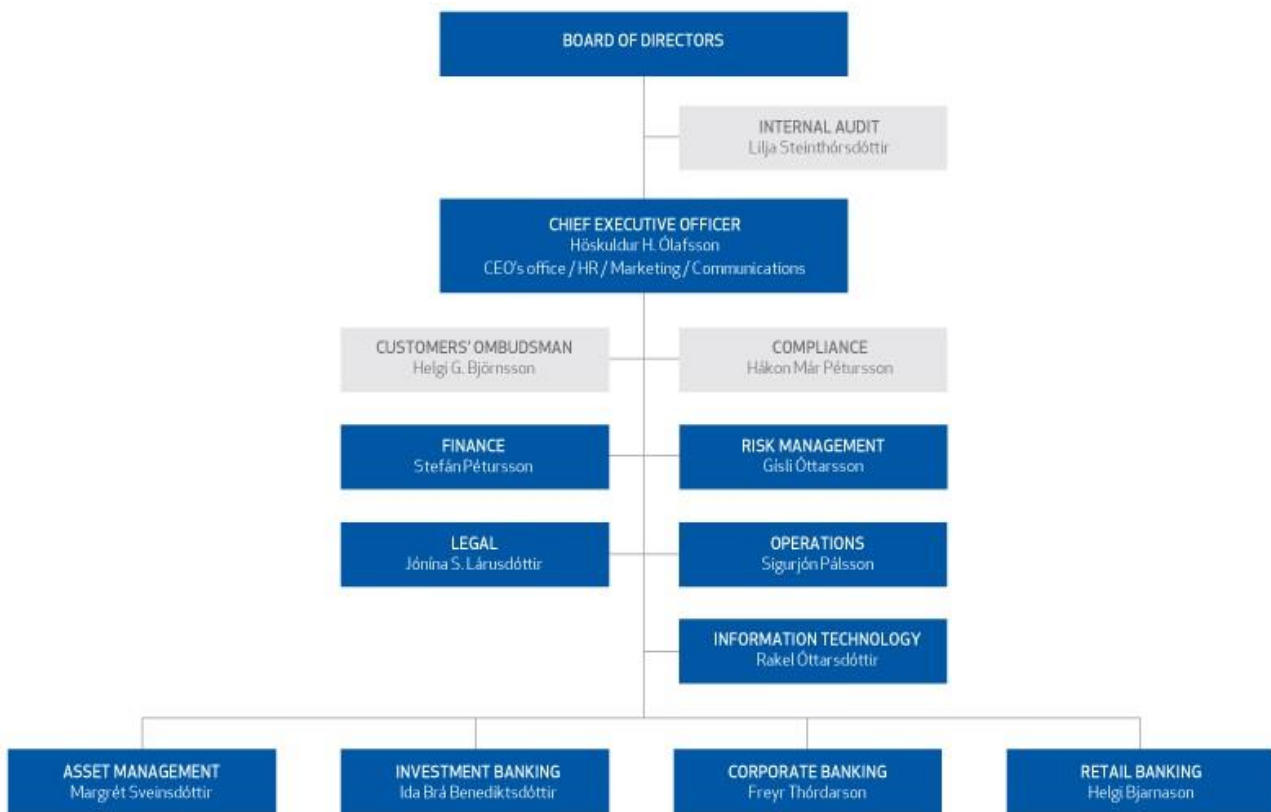 BOARD OF DIRECTORS
INTERNAL AUDIT
Lilja Steinthórsdóttir
CHIEF EXECUTIVE OFFICER
Höskuldur H. Ólafsson
CEO's office / HR / Marketing / Communications
CUSTOMERS' OMBUDSMAN
Helgi G. Björnsson
COMPLIANCE
Hákon Már Pétursson
FINANCE
Stefán Pétursson
RISK MANAGEMENT
Gísli Óttarsson
LEGAL
Jónína S. Lárusdóttir
OPERATIONS
Sigurjón Pálsson
INFORMATION TECHNOLOGY
Rakel Óttarsdóttir
ASSET MANAGEMENT
Margrét Sveinsdóttir
INVESTMENT BANKING
Ida Brá Benediktsdóttir
CORPORATE BANKING
Freyr Thórdarson
RETAIL BANKING
Helgi Bjarnason